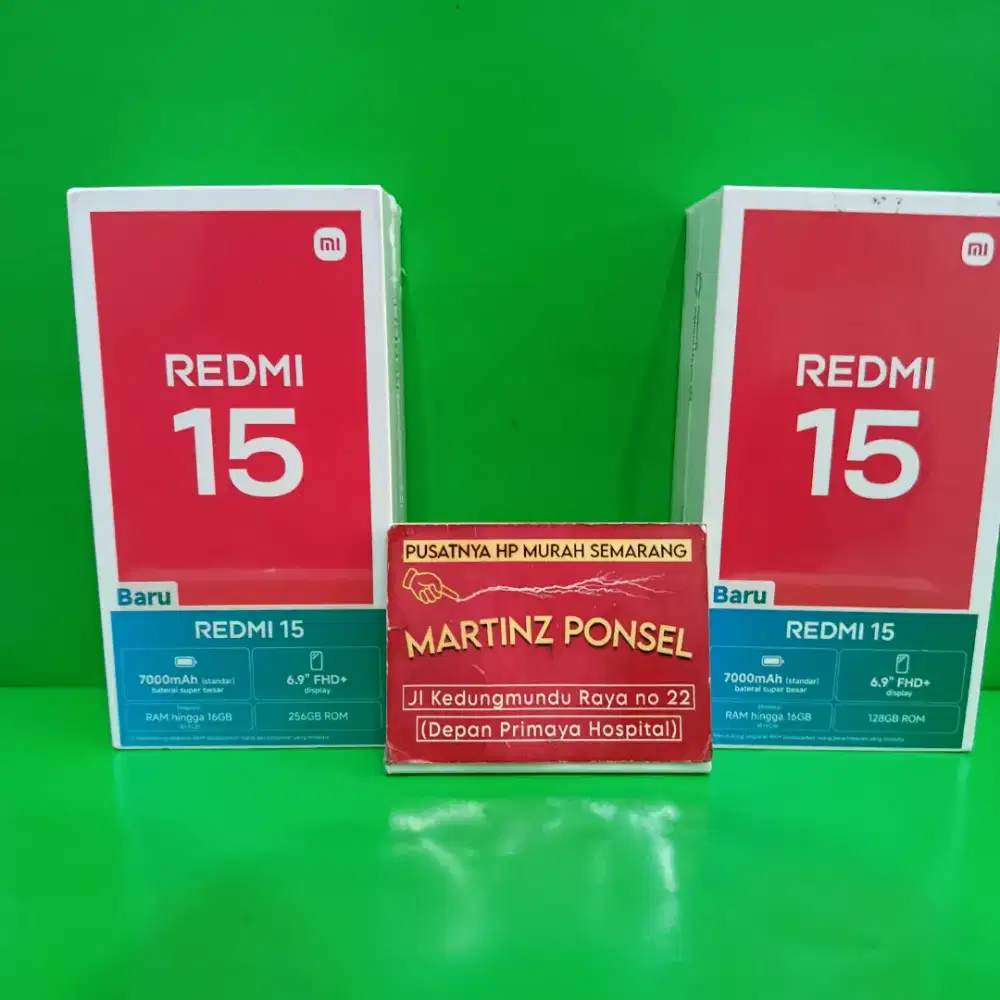 mi
REDMI
15
Baru
REDMI 15
7000mAh (standar)
baterai super besar
6.9" FHD+
display
RAM hingga 16GB
256GB ROM
PUSATNYA HP MURAH SEMARANG
MARTINZ PONSEL
Jl Kedungmundu Raya no 22
(Depan Primaya Hospital)
mi
REDMI
15
Baru
REDMI 15
7000mAh (standar)
baterai super besar
6.9" FHD+
display
RAM hingga 16GB
128GB ROM